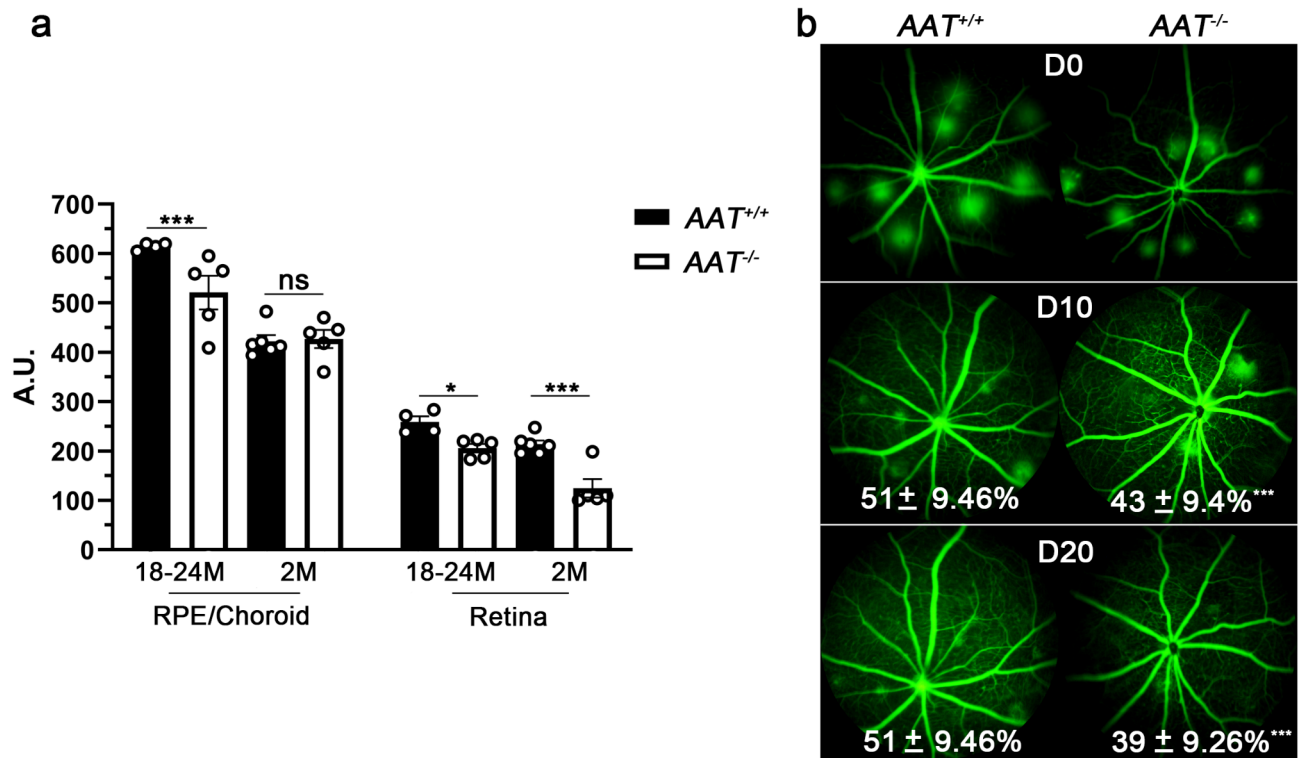 a
700
600
500
400
300
200
100
0
A.U.
***
ns
*
***
AAT+/+
AAT-/-
18-24M 2M 18-24M 2M
RPE/Choroid Retina
b
AAT+/+ AAT-/-
D0
D10
51 ± 9.46% 43 ± 9.4%***
D20
51 ± 9.46% 39 ± 9.26%***